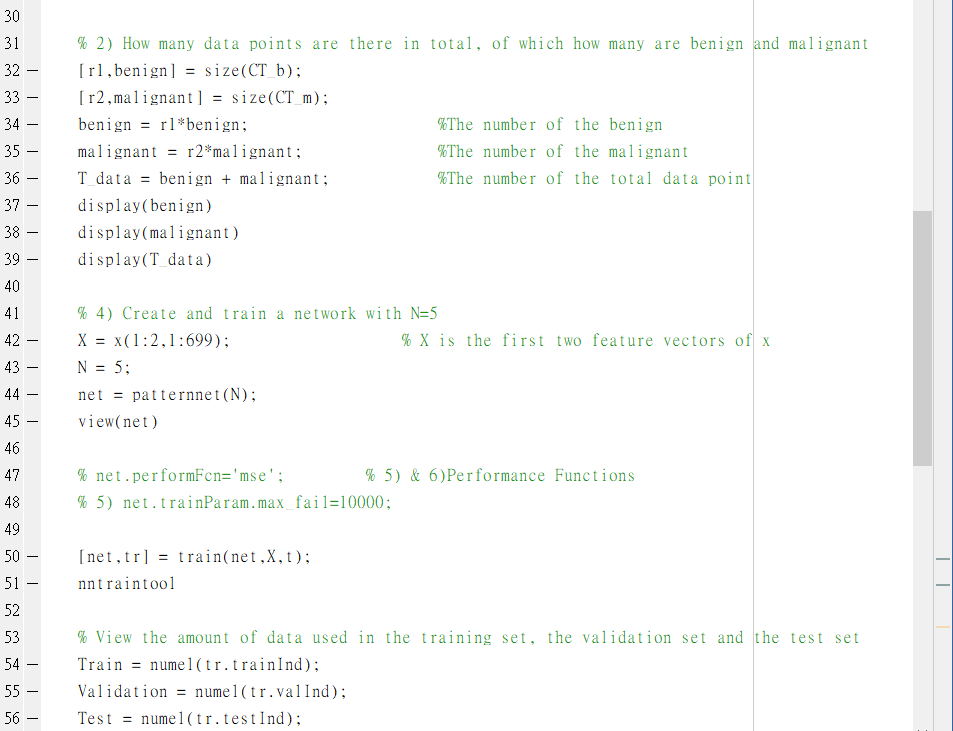 30
31 % 2) How many data points are there in total, of which how many are benign and malignant
32 – [r1,benign] = size(CT_b);
33 – [r2,malignant] = size(CT_m);
34 – benign = r1*benign; %The number of the benign
35 – malignant = r2*malignant; %The number of the malignant
36 – T_data = benign + malignant; %The number of the total data point
37 – display(benign)
38 – display(malignant)
39 – display(T_data)
40
41 % 4) Create and train a network with N=5
42 – X = x(1:2,1:699); % X is the first two feature vectors of x
43 – N = 5;
44 – net = patternnet(N);
45 – view(net)
46
47 % net.performFcn='mse'; % 5) & 6)Performance Functions
48 % 5) net.trainParam.max_fail=10000;
49
50 – [net,tr] = train(net,X,t);
51 – nntraintool
52
53 % View the amount of data used in the training set, the validation set and the test set
54 – Train = numel(tr.trainInd);
55 – Validation = numel(tr.valInd);
56 – Test = numel(tr.testInd);